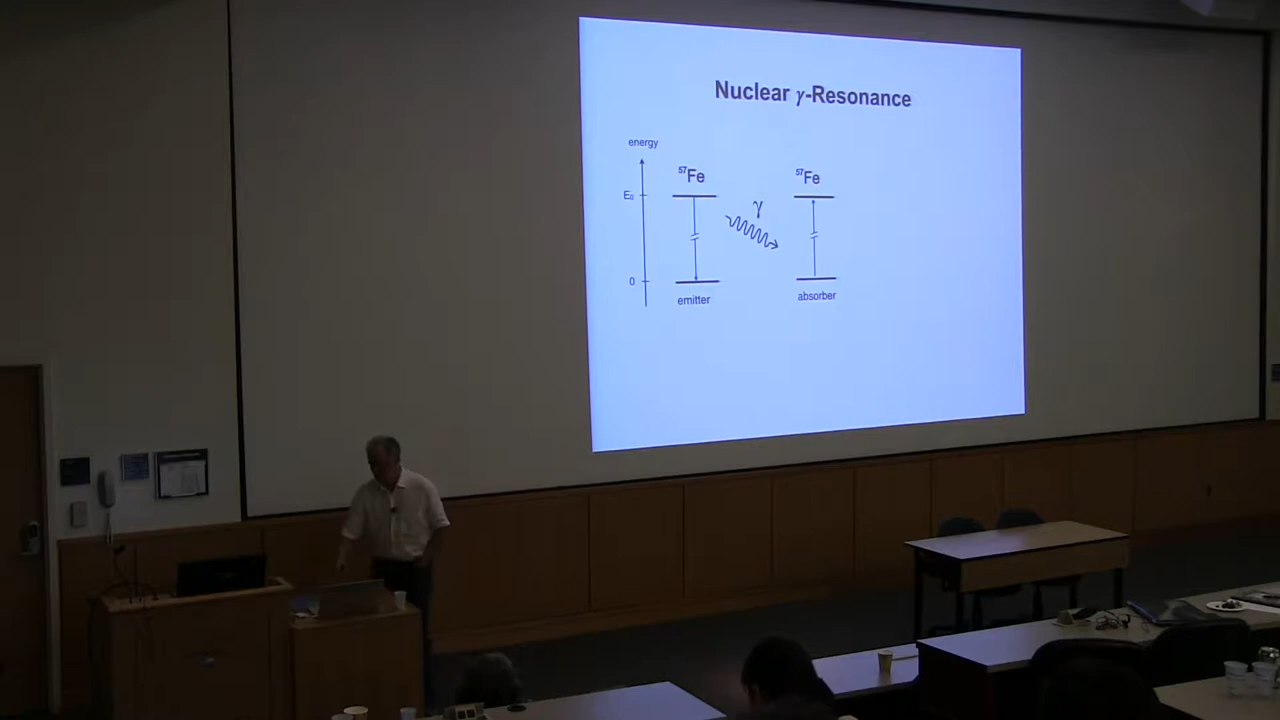 Nuclear γ-Resonance
energy
⁵⁷Fe
⁵⁷Fe
E₀
γ
0
emitter
absorber